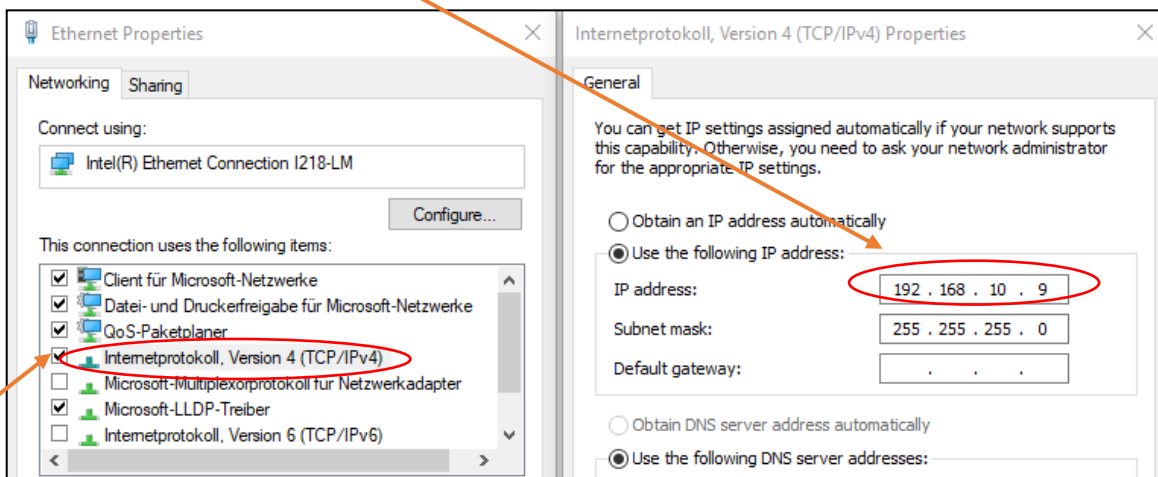 Ethernet Properties
Networking Sharing
Connect using:
Intel(R) Ethernet Connection I218-LM
Configure...
This connection uses the following items:
Client für Microsoft-Netzwerke
Datei- und Druckerfreigabe für Microsoft-Netzwerke
QoS-Paketplaner
Internetprotokoll, Version 4 (TCP/IPv4)
Microsoft-Multiplexorprotokoll für Netzwerkadapter
Microsoft-LLDP-Treiber
Internetprotokoll, Version 6 (TCP/IPv6)
Internetprotokoll, Version 4 (TCP/IPv4) Properties
General
You can get IP settings assigned automatically if your network supports
this capability. Otherwise, you need to ask your network administrator
for the appropriate IP settings.
Obtain an IP address automatically
Use the following IP address:
IP address: 192 . 168 . 10 . 9
Subnet mask: 255 . 255 . 255 . 0
Default gateway: . . .
Obtain DNS server address automatically
Use the following DNS server addresses: